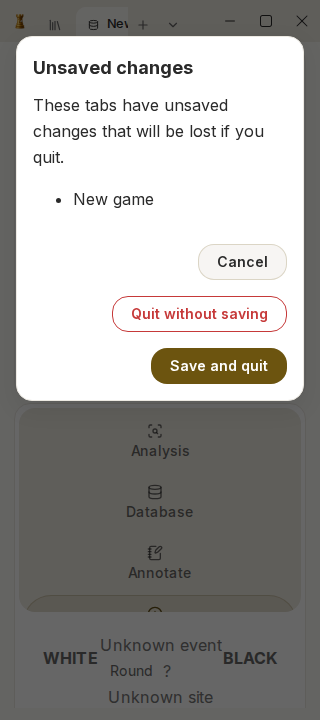 New
Unsaved changes
These tabs have unsaved
changes that will be lost if you
quit.
• New game
Cancel
Quit without saving
Save and quit
Analysis
Database
Annotate
WHITE
Unknown event
BLACK
Round ?
Unknown site